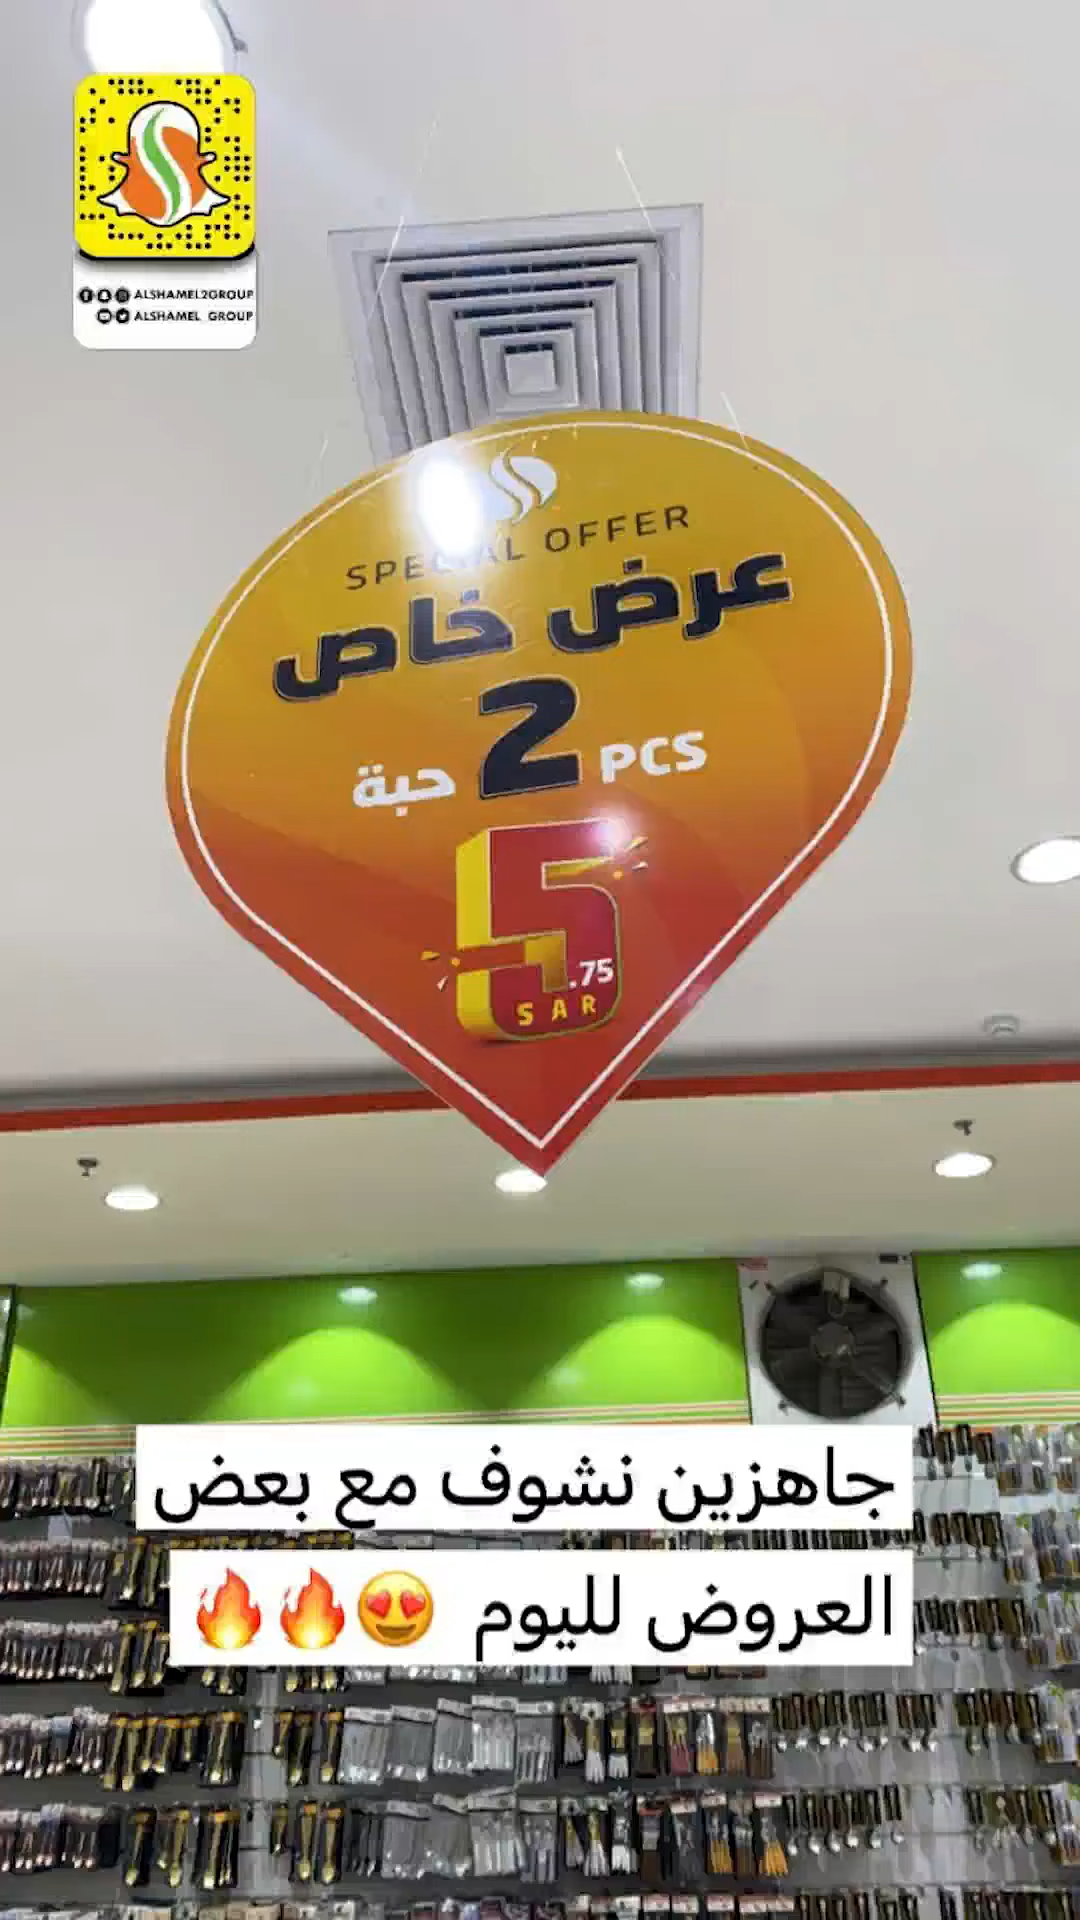 ALSHAMEL2GROUP
ALSHAMEL_GROUP
SPECIAL OFFER
عرض خاص
2 PCS حبة
5.75
SAR
جاهزين نشوف مع بعض
العروض لليوم 😍🔥🔥